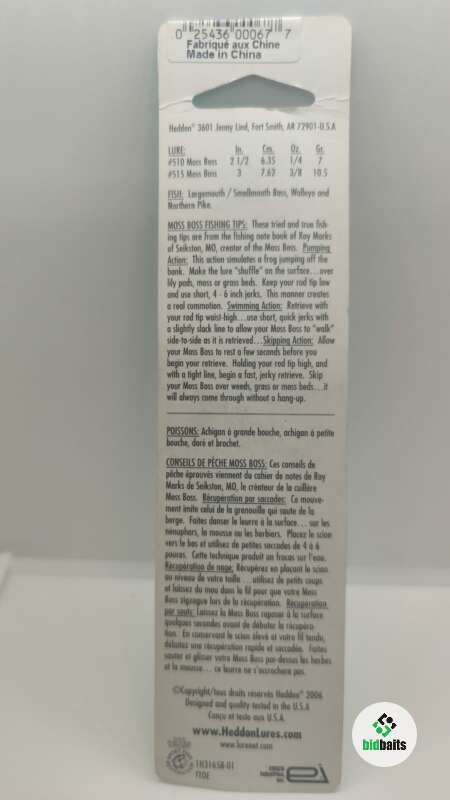 0 25436 00067 7
Fabriqué aux Chine
Made in China
Heddon® 3601 Jenny Lind, Fort Smith, AR 72901-U.S.A
LURE: In. Cms. Oz. Gr.
#510 Moss Boss 2 1/2 6.35 1/4 7
#515 Moss Boss 3 7.62 3/8 10.5
FISH: Largemouth / Smallmouth Bass, Walleye and
Northern Pike.
MOSS BOSS FISHING TIPS: These tried and true fish-
ing tips are from the fishing note book of Ray Marks
of Seikston, MO, creator of the Moss Boss. Pumping
Action: This action simulates a frog jumping off the
bank. Make the lure "shuffle" on the surface...over
lily pads, moss or grass beds. Keep your rod tip low
and use short, 4 - 6 inch jerks. This manner creates
a real commotion. Swimming Action: Retrieve with
your rod tip waist-high...use short, quick jerks with
a slightly slack line to allow your Moss Boss to "walk"
side-to-side as it is retrieved...Skipping Action: Allow
your Moss Boss to rest a few seconds before you
begin your retrieve. Holding your rod tip high, and
with a tight line, begin a fast, jerky retrieve. Skip
your Moss Boss over weeds, grass or moss beds...it
will always come through without a hang-up.
POISSONS: Achigan à grande bouche, achigan à petite
bouche, doré et brochet.
CONSEILS DE PÊCHE MOSS BOSS: Ces conseils de
pêche éprouvés viennent du cahier de notes de Ray
Marks de Seikston, MO, le créateur de la cuillère
Moss Boss. Récupération par saccades: Ce mouve-
ment imite celui de la grenouille qui saute de la
berge. Faites danser le leurre à la surface... sur les
nénuphars, la mousse ou les herbiers. Placez le scion
vers le bas et utilisez de petites saccades de 4 à 6
pouces. Cette technique produit un fracas sur l'eau.
Récupération de nage: Récupérez en plaçant le scion
au niveau de votre taille ... utilisez de petits coups
et laissez du mou dans le fil pour que votre Moss
Boss zigzague lors de la récupération. Récupération
par sauts: Laissez la Moss Boss reposer à la surface
quelques secondes avant de débuter la récupéra-
tion. En conservant le scion élevé et votre fil tendu,
débutez une récupération rapide et saccadée. Faites
sauter et glisser votre Moss Boss par-dessus les herbes
et la mousse... ce leurre ne s'accrochera pas.
©Copyright/tous droits réservés Heddon® 2006
Designed and quality-tested in the U.S.A
Conçu et testé aux U.S.A.
www.HeddonLures.com
www.lurenet.com
1H31658-01
bidbaits